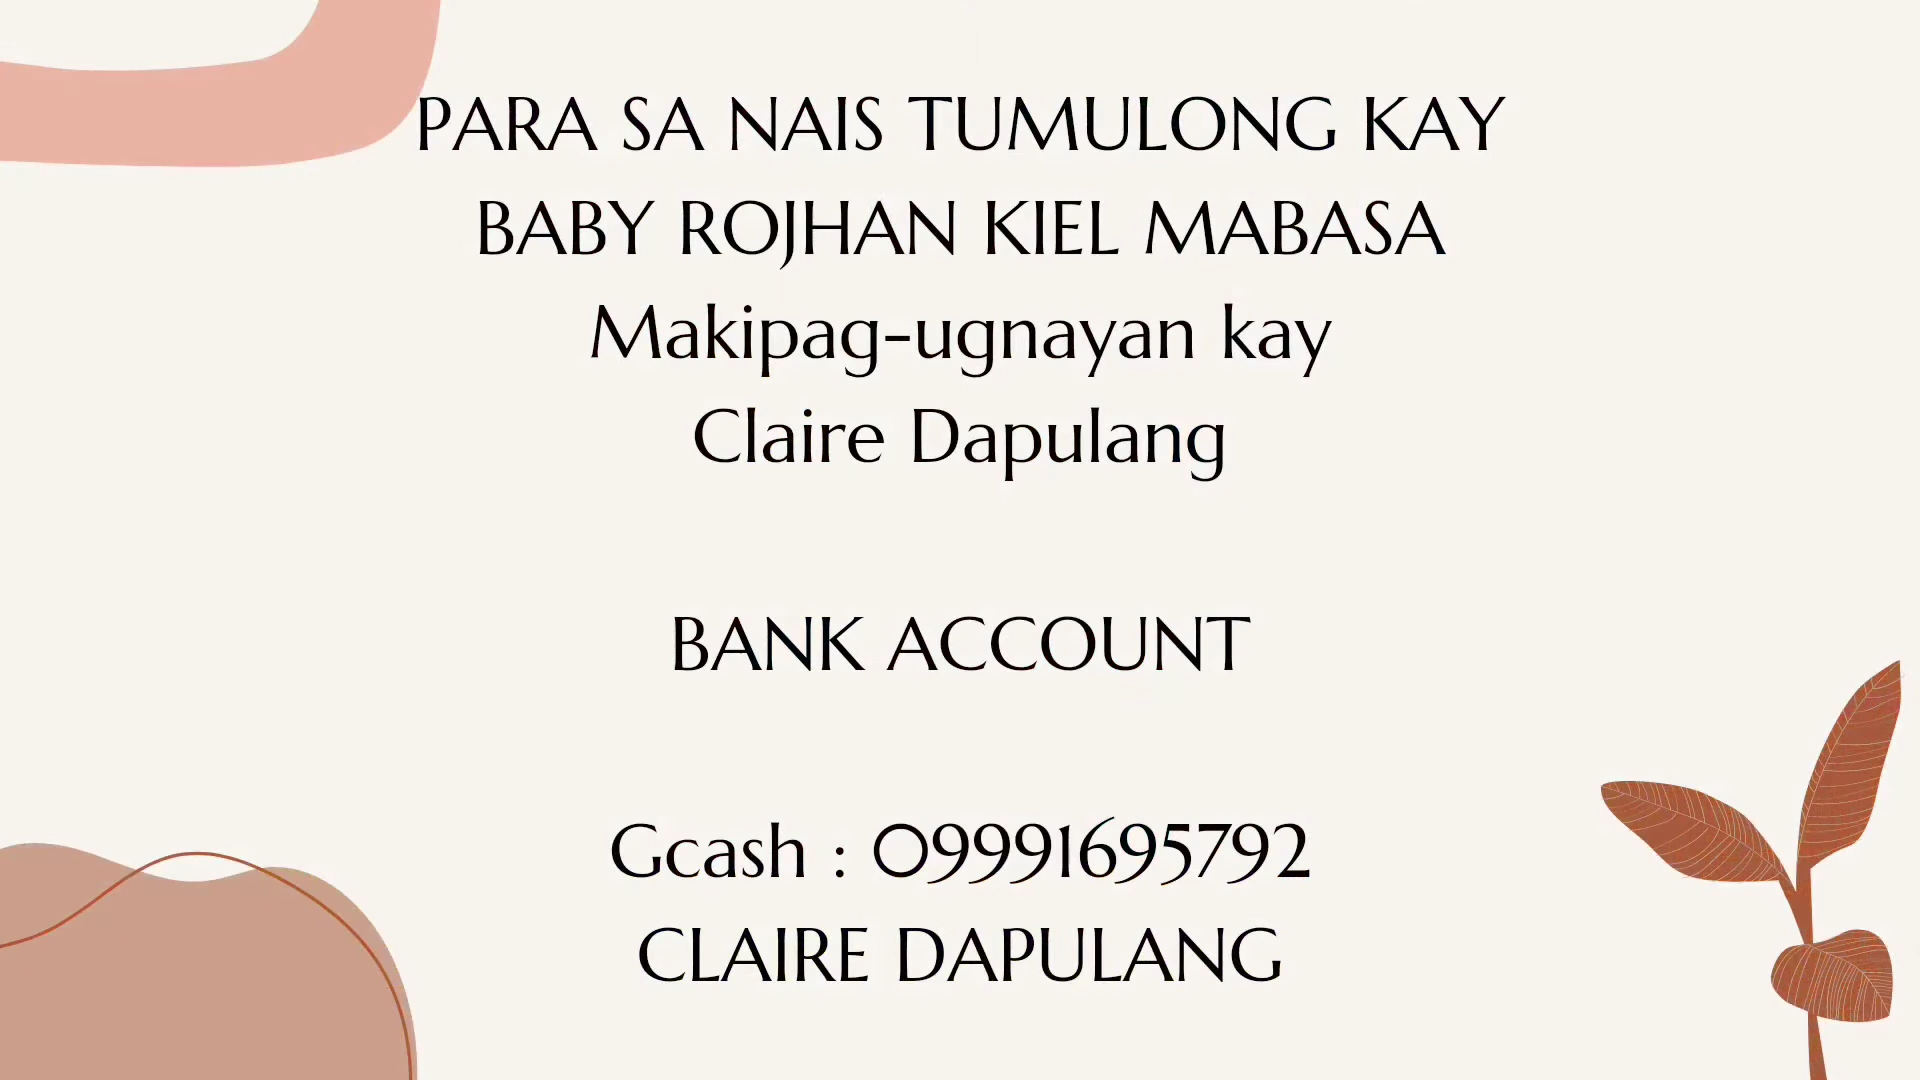 PARA SA NAIS TUMULONG KAY
BABY ROJHAN KIEL MABASA
Makipag-ugnayan kay
Claire Dapulang
BANK ACCOUNT
Gcash : 09991695792
CLAIRE DAPULANG